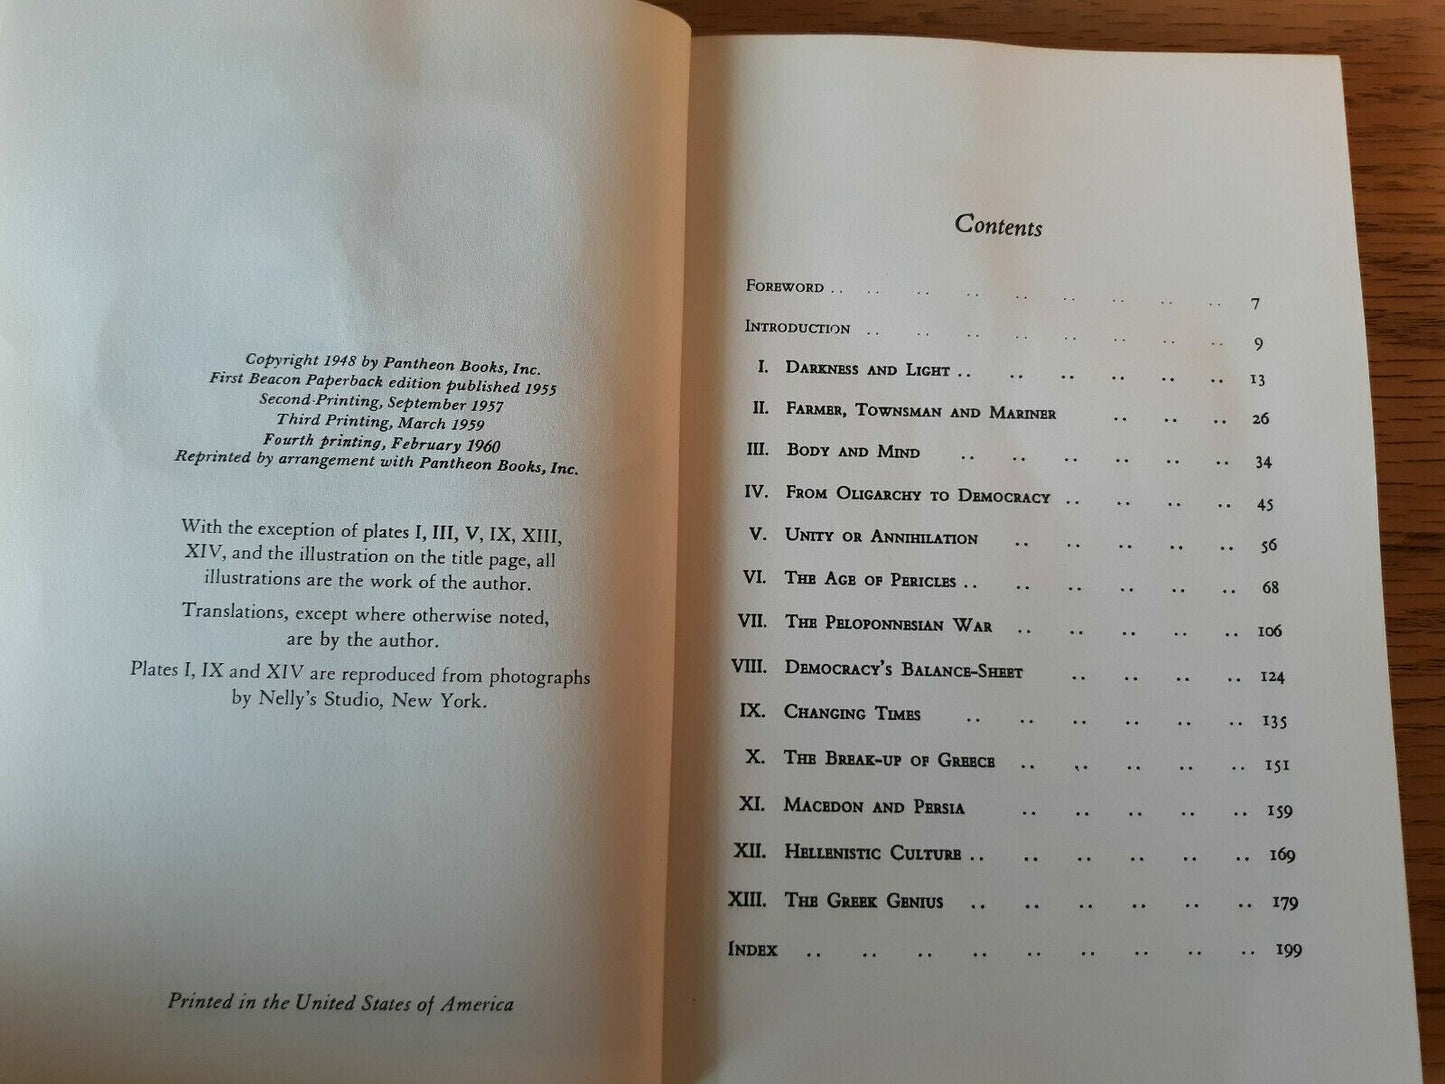 Copyright 1948 by Pantheon Books, Inc.
First Beacon Paperback edition published 1955
Second Printing, September 1957
Third Printing, March 1959
Fourth printing, February 1960
Reprinted by arrangement with Pantheon Books, Inc.
With the exception of plates I, III, V, IX, XIII,
XIV, and the illustration on the title page, all
illustrations are the work of the author.
Translations, except where otherwise noted,
are by the author.
Plates I, IX and XIV are reproduced from photographs
by Nelly's Studio, New York.
Printed in the United States of America
Contents
Foreword .. .. .. .. .. .. .. .. .. 7
Introduction .. .. .. .. .. .. .. .. 9
I. Darkness and Light .. .. .. .. .. .. 13
II. Farmer, Townsman and Mariner .. .. .. 26
III. Body and Mind .. .. .. .. .. .. 34
IV. From Oligarchy to Democracy .. .. .. .. 45
V. Unity or Annihilation .. .. .. .. .. 56
VI. The Age of Pericles .. .. .. .. .. .. 68
VII. The Peloponnesian War .. .. .. .. .. 106
VIII. Democracy's Balance-Sheet .. .. .. .. 124
IX. Changing Times .. .. .. .. .. .. 135
X. The Break-up of Greece .. .. .. .. .. 151
XI. Macedon and Persia .. .. .. .. .. 159
XII. Hellenistic Culture .. .. .. .. .. .. 169
XIII. The Greek Genius .. .. .. .. .. .. 179
Index .. .. .. .. .. .. .. .. .. 199